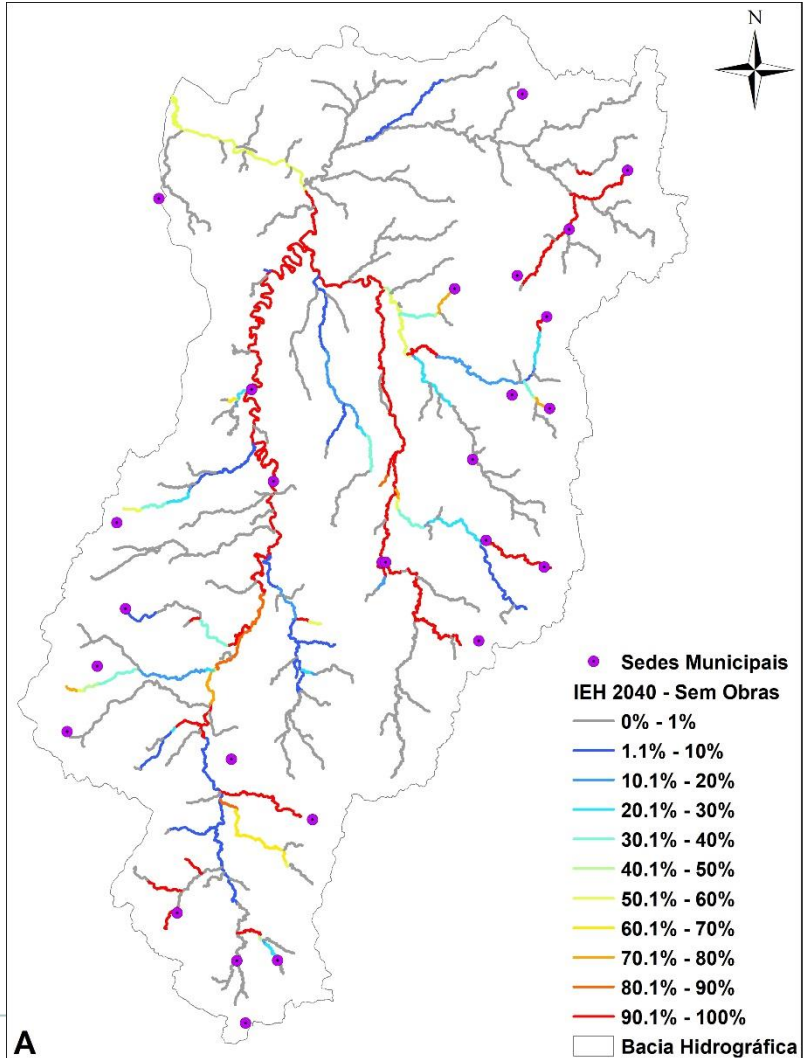 N
Sedes Municipais
IEH 2040 - Sem Obras
0% - 1%
1.1% - 10%
10.1% - 20%
20.1% - 30%
30.1% - 40%
40.1% - 50%
50.1% - 60%
60.1% - 70%
70.1% - 80%
80.1% - 90%
90.1% - 100%
Bacia Hidrográfica
A